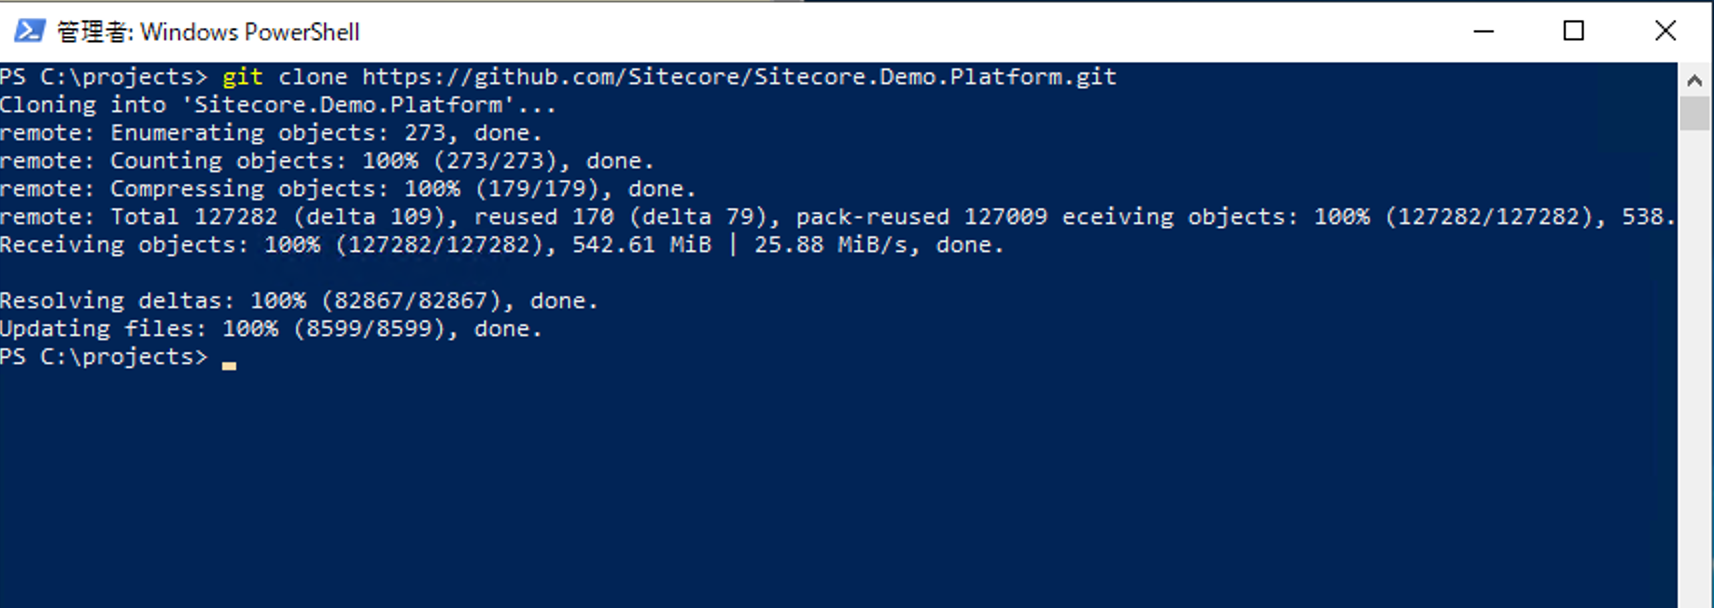 管理者: Windows PowerShell
PS C:\projects> git clone https://github.com/Sitecore/Sitecore.Demo.Platform.git
Cloning into 'Sitecore.Demo.Platform'...
remote: Enumerating objects: 273, done.
remote: Counting objects: 100% (273/273), done.
remote: Compressing objects: 100% (179/179), done.
remote: Total 127282 (delta 109), reused 170 (delta 79), pack-reused 127009 eceiving objects: 100% (127282/127282), 538.
Receiving objects: 100% (127282/127282), 542.61 MiB | 25.88 MiB/s, done.
Resolving deltas: 100% (82867/82867), done.
Updating files: 100% (8599/8599), done.
PS C:\projects>